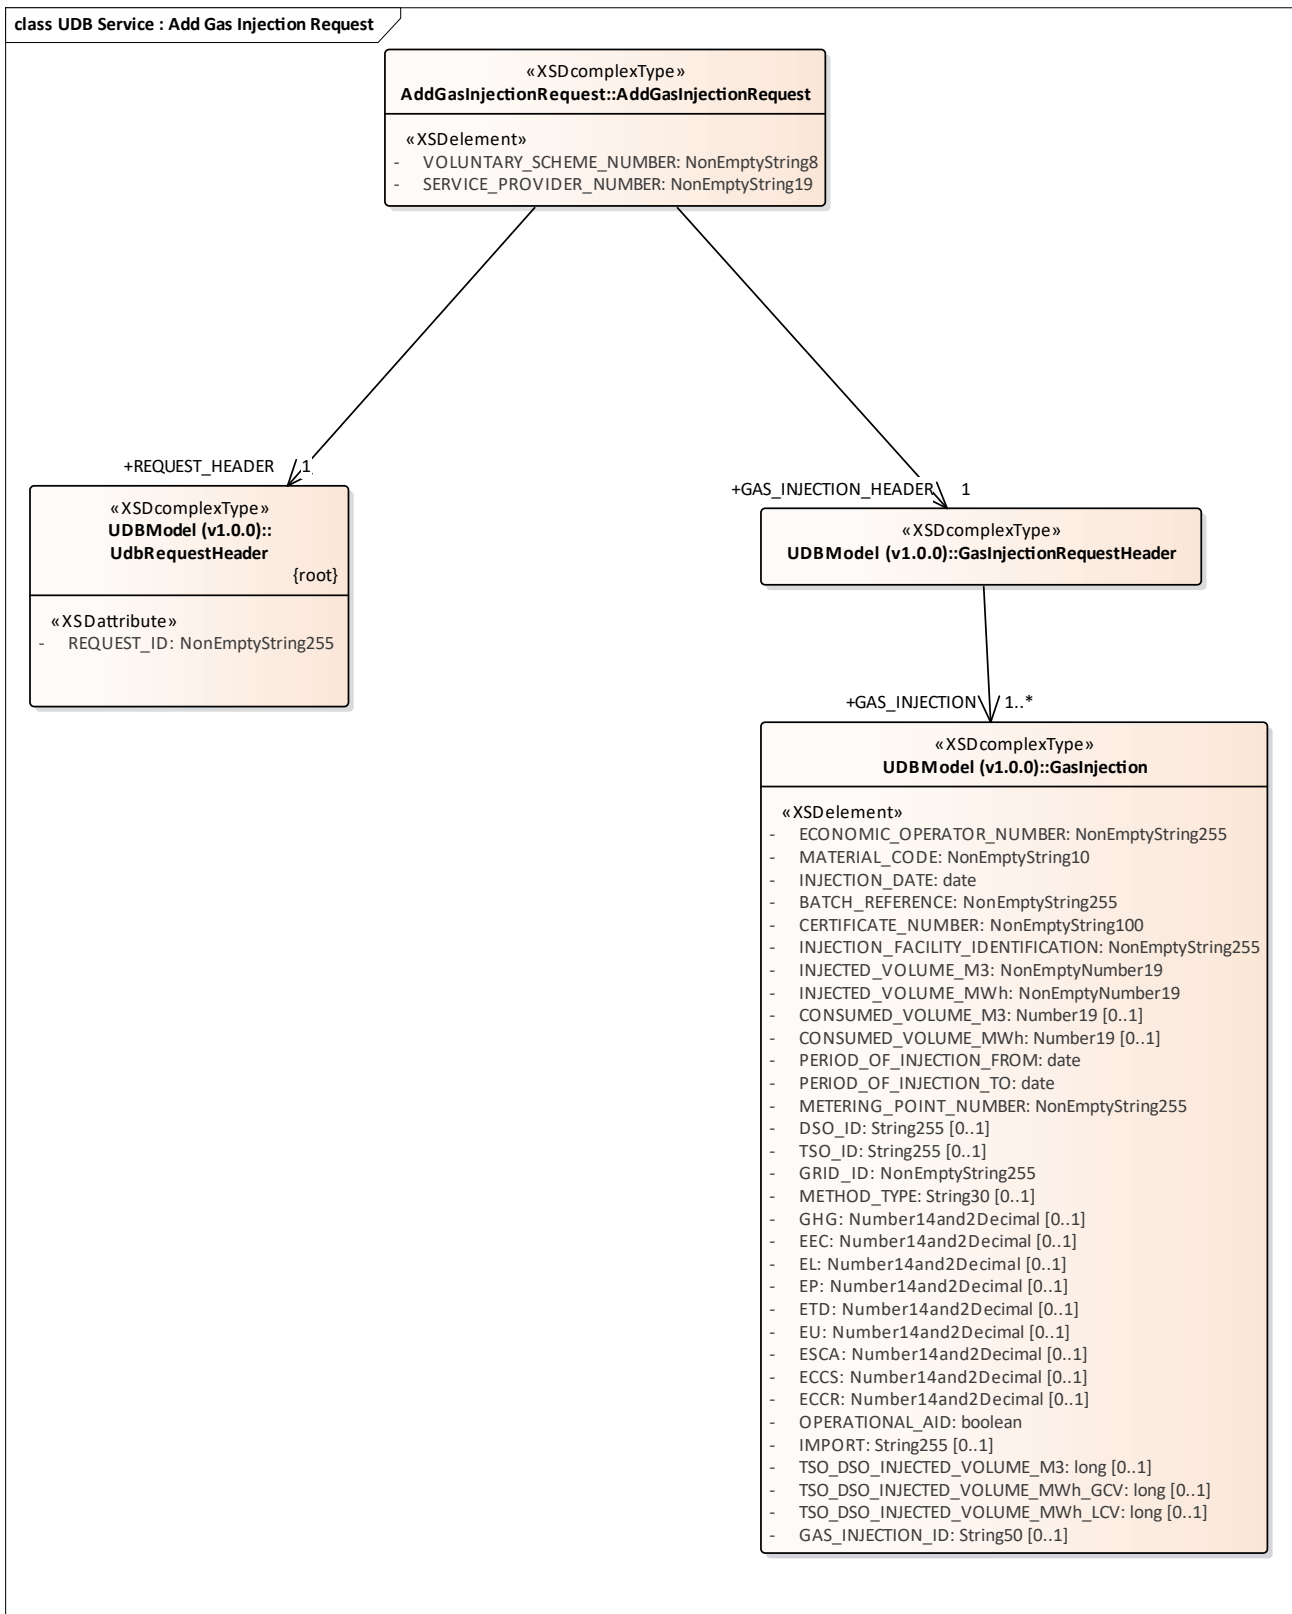 class UDB Service : Add Gas Injection Request
«XSDcomplexType»
AddGasInjectionRequest::AddGasInjectionRequest
«XSDelement»
- VOLUNTARY_SCHEME_NUMBER: NonEmptyString8
- SERVICE_PROVIDER_NUMBER: NonEmptyString19
+REQUEST_HEADER 1
«XSDcomplexType»
UDBModel (v1.0.0)::
UdbRequestHeader
{root}
«XSDattribute»
- REQUEST_ID: NonEmptyString255
+GAS_INJECTION_HEADER 1
«XSDcomplexType»
UDBModel (v1.0.0)::GasInjectionRequestHeader
+GAS_INJECTION 1..*
«XSDcomplexType»
UDBModel (v1.0.0)::GasInjection
«XSDelement»
- ECONOMIC_OPERATOR_NUMBER: NonEmptyString255
- MATERIAL_CODE: NonEmptyString10
- INJECTION_DATE: date
- BATCH_REFERENCE: NonEmptyString255
- CERTIFICATE_NUMBER: NonEmptyString100
- INJECTION_FACILITY_IDENTIFICATION: NonEmptyString255
- INJECTED_VOLUME_M3: NonEmptyNumber19
- INJECTED_VOLUME_MWh: NonEmptyNumber19
- CONSUMED_VOLUME_M3: Number19 [0..1]
- CONSUMED_VOLUME_MWh: Number19 [0..1]
- PERIOD_OF_INJECTION_FROM: date
- PERIOD_OF_INJECTION_TO: date
- METERING_POINT_NUMBER: NonEmptyString255
- DSO_ID: String255 [0..1]
- TSO_ID: String255 [0..1]
- GRID_ID: NonEmptyString255
- METHOD_TYPE: String30 [0..1]
- GHG: Number14and2Decimal [0..1]
- EEC: Number14and2Decimal [0..1]
- EL: Number14and2Decimal [0..1]
- EP: Number14and2Decimal [0..1]
- ETD: Number14and2Decimal [0..1]
- EU: Number14and2Decimal [0..1]
- ESCA: Number14and2Decimal [0..1]
- ECCS: Number14and2Decimal [0..1]
- ECCR: Number14and2Decimal [0..1]
- OPERATIONAL_AID: boolean
- IMPORT: String255 [0..1]
- TSO_DSO_INJECTED_VOLUME_M3: long [0..1]
- TSO_DSO_INJECTED_VOLUME_MWh_GCV: long [0..1]
- TSO_DSO_INJECTED_VOLUME_MWh_LCV: long [0..1]
- GAS_INJECTION_ID: String50 [0..1]